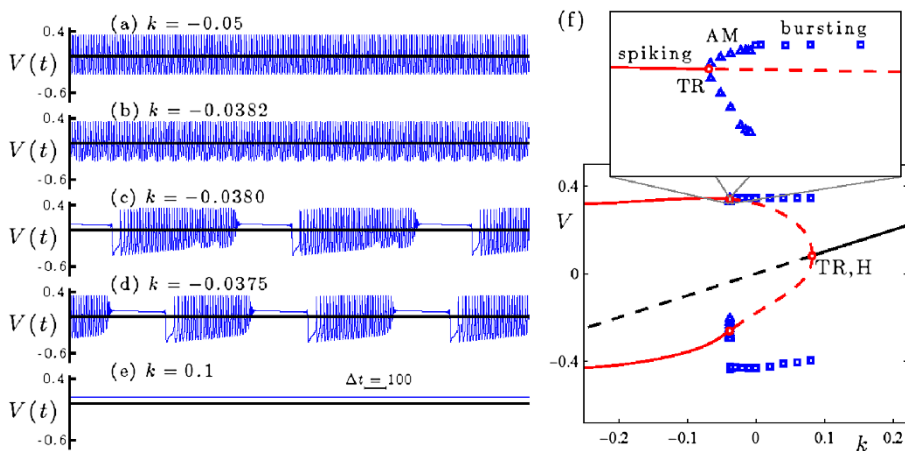 (a) k = −0.05
0.4
V(t)
-0.6
(b) k = −0.0382
0.4
V(t)
-0.6
(c) k = −0.0380
0.4
V(t)
-0.6
(d) k = −0.0375
0.4
V(t)
-0.6
(e) k = 0.1
0.4
Δt = 100
V(t)
-0.6
(f)
AM
bursting
spiking
TR
0.4
V
TR,H
0
−0.4
−0.2
−0.1
0
0.1
k
0.2